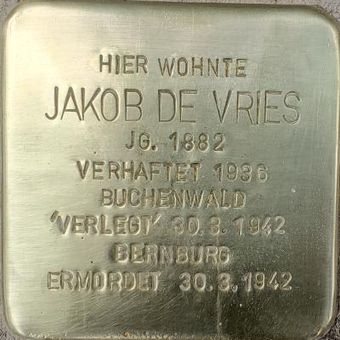 HIER WOHNTE
JAKOB DE VRIES
JG. 1882
VERHAFTET 1936
BUCHENWALD
'VERLEGT' 30.3.1942
BERNBURG
ERMORDET 30.3.1942